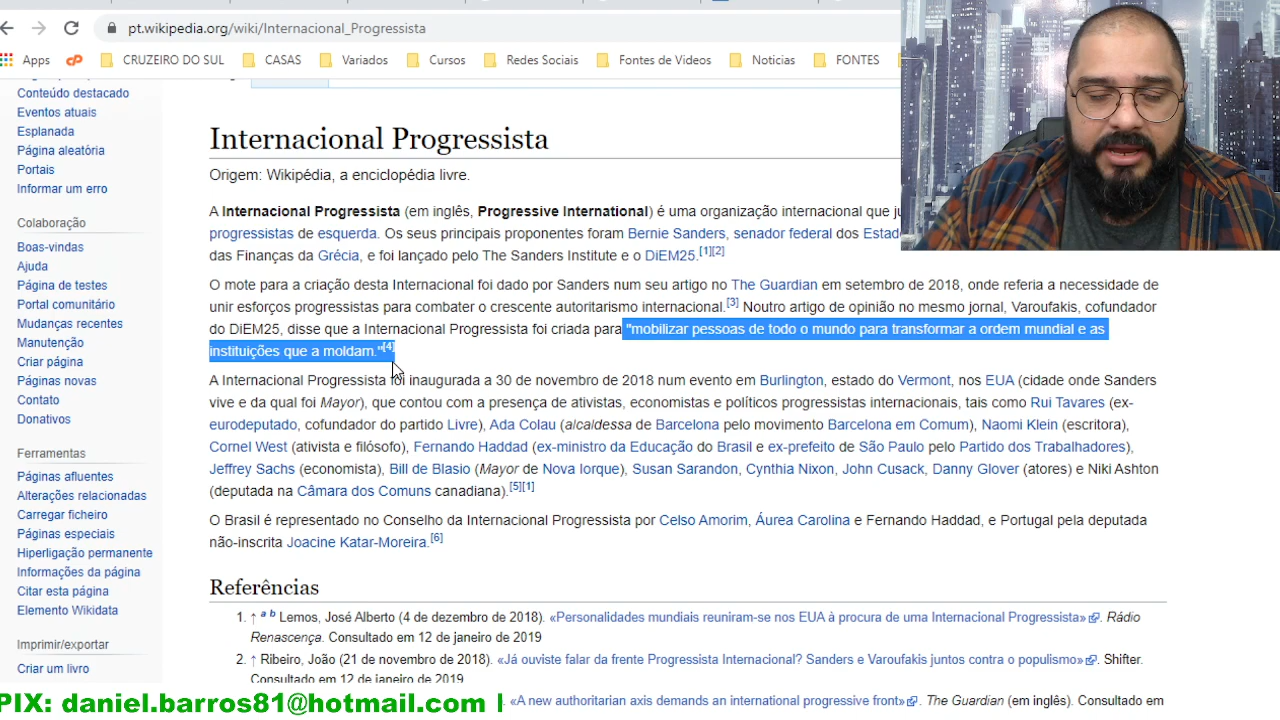 pt.wikipedia.org/wiki/Internacional_Progressista
Apps CRUZEIRO DO SUL CASAS Variados Cursos Redes Sociais Fontes de Videos Noticias FONTES
Conteúdo destacado
Eventos atuais
Esplanada
Página aleatória
Portais
Informar um erro
Colaboração
Boas-vindas
Ajuda
Página de testes
Portal comunitário
Mudanças recentes
Manutenção
Criar página
Páginas novas
Contato
Donativos
Ferramentas
Páginas afluentes
Alterações relacionadas
Carregar ficheiro
Páginas especiais
Hiperligação permanente
Informações da página
Citar esta página
Elemento Wikidata
Imprimir/exportar
Criar um livro
Internacional Progressista
Origem: Wikipédia, a enciclopédia livre.
A Internacional Progressista (em inglês, Progressive International) é uma organização internacional que
progressistas de esquerda. Os seus principais proponentes foram Bernie Sanders, senador federal dos
das Finanças da Grécia, e foi lançado pelo The Sanders Institute e o DiEM25.[1][2]
O mote para a criação desta Internacional foi dado por Sanders num seu artigo no The Guardian em setembro de 2018, onde referia a necessidade de
unir esforços progressistas para combater o crescente autoritarismo internacional.[3] Noutro artigo de opinião no mesmo jornal, Varoufakis, cofundador
do DiEM25, disse que a Internacional Progressista foi criada para "mobilizar pessoas de todo o mundo para transformar a ordem mundial e as
instituições que a moldam."[4]
A Internacional Progressista foi inaugurada a 30 de novembro de 2018 num evento em Burlington, estado do Vermont, nos EUA (cidade onde Sanders
vive e da qual foi Mayor), que contou com a presença de ativistas, economistas e políticos progressistas internacionais, tais como Rui Tavares (ex-
eurodeputado, cofundador do partido Livre), Ada Colau (alcaldessa de Barcelona pelo movimento Barcelona em Comum), Naomi Klein (escritora),
Cornel West (ativista e filósofo), Fernando Haddad (ex-ministro da Educação do Brasil e ex-prefeito de São Paulo pelo Partido dos Trabalhadores),
Jeffrey Sachs (economista), Bill de Blasio (Mayor de Nova Iorque), Susan Sarandon, Cynthia Nixon, John Cusack, Danny Glover (atores) e Niki Ashton
(deputada na Câmara dos Comuns canadiana).[5][1]
O Brasil é representado no Conselho da Internacional Progressista por Celso Amorim, Áurea Carolina e Fernando Haddad, e Portugal pela deputada
não-inscrita Joacine Katar-Moreira.[6]
Referências
1. ↑ a b Lemos, José Alberto (4 de dezembro de 2018). «Personalidades mundiais reuniram-se nos EUA à procura de uma Internacional Progressista». Rádio
Renascença. Consultado em 12 de janeiro de 2019
2. ↑ Ribeiro, João (21 de novembro de 2018). «Já ouviste falar da frente Progressista Internacional? Sanders e Varoufakis juntos contra o populismo». Shifter.
Consultado em 12 de janeiro de 2019
«A new authoritarian axis demands an international progressive front». The Guardian (em inglês). Consultado em
PIX: daniel.barros81@hotmail.com |